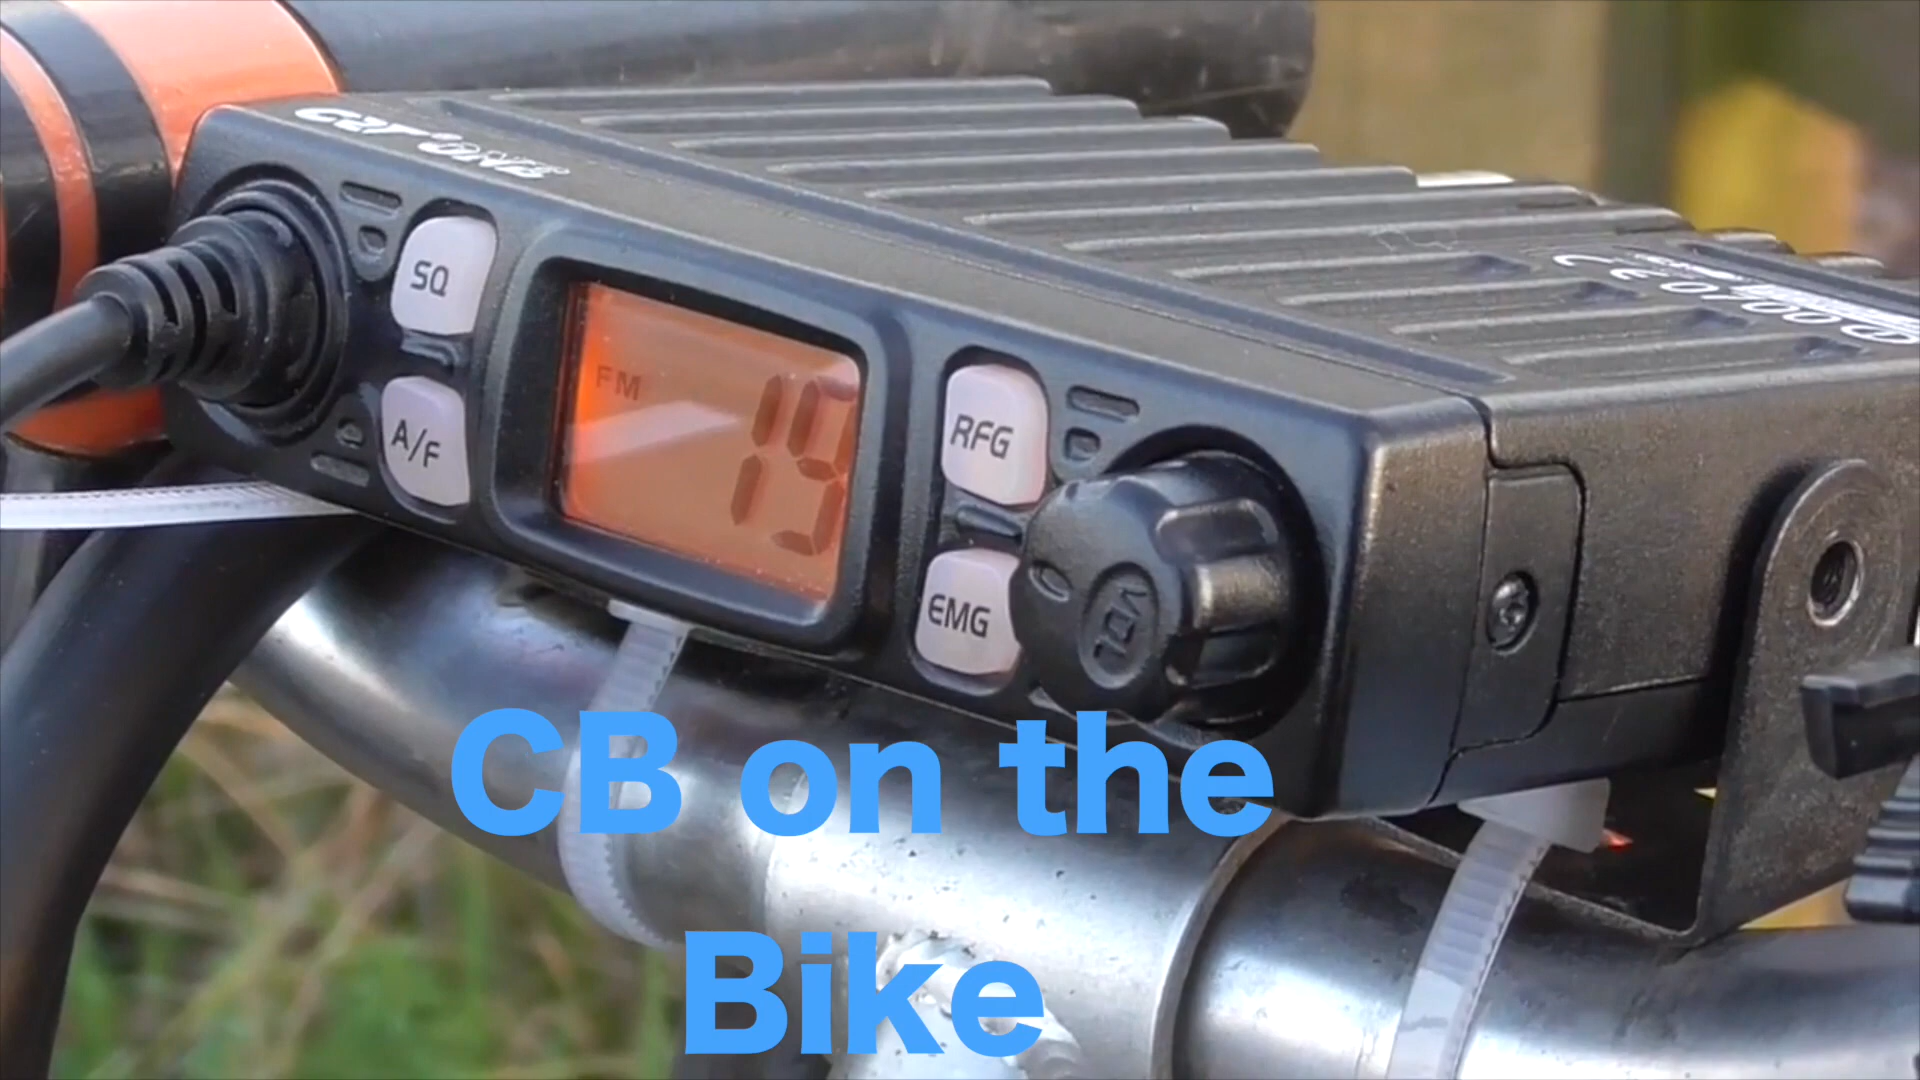 SQ
A/F
FM
19
RFG
EMG
VOL
CB on the
Bike